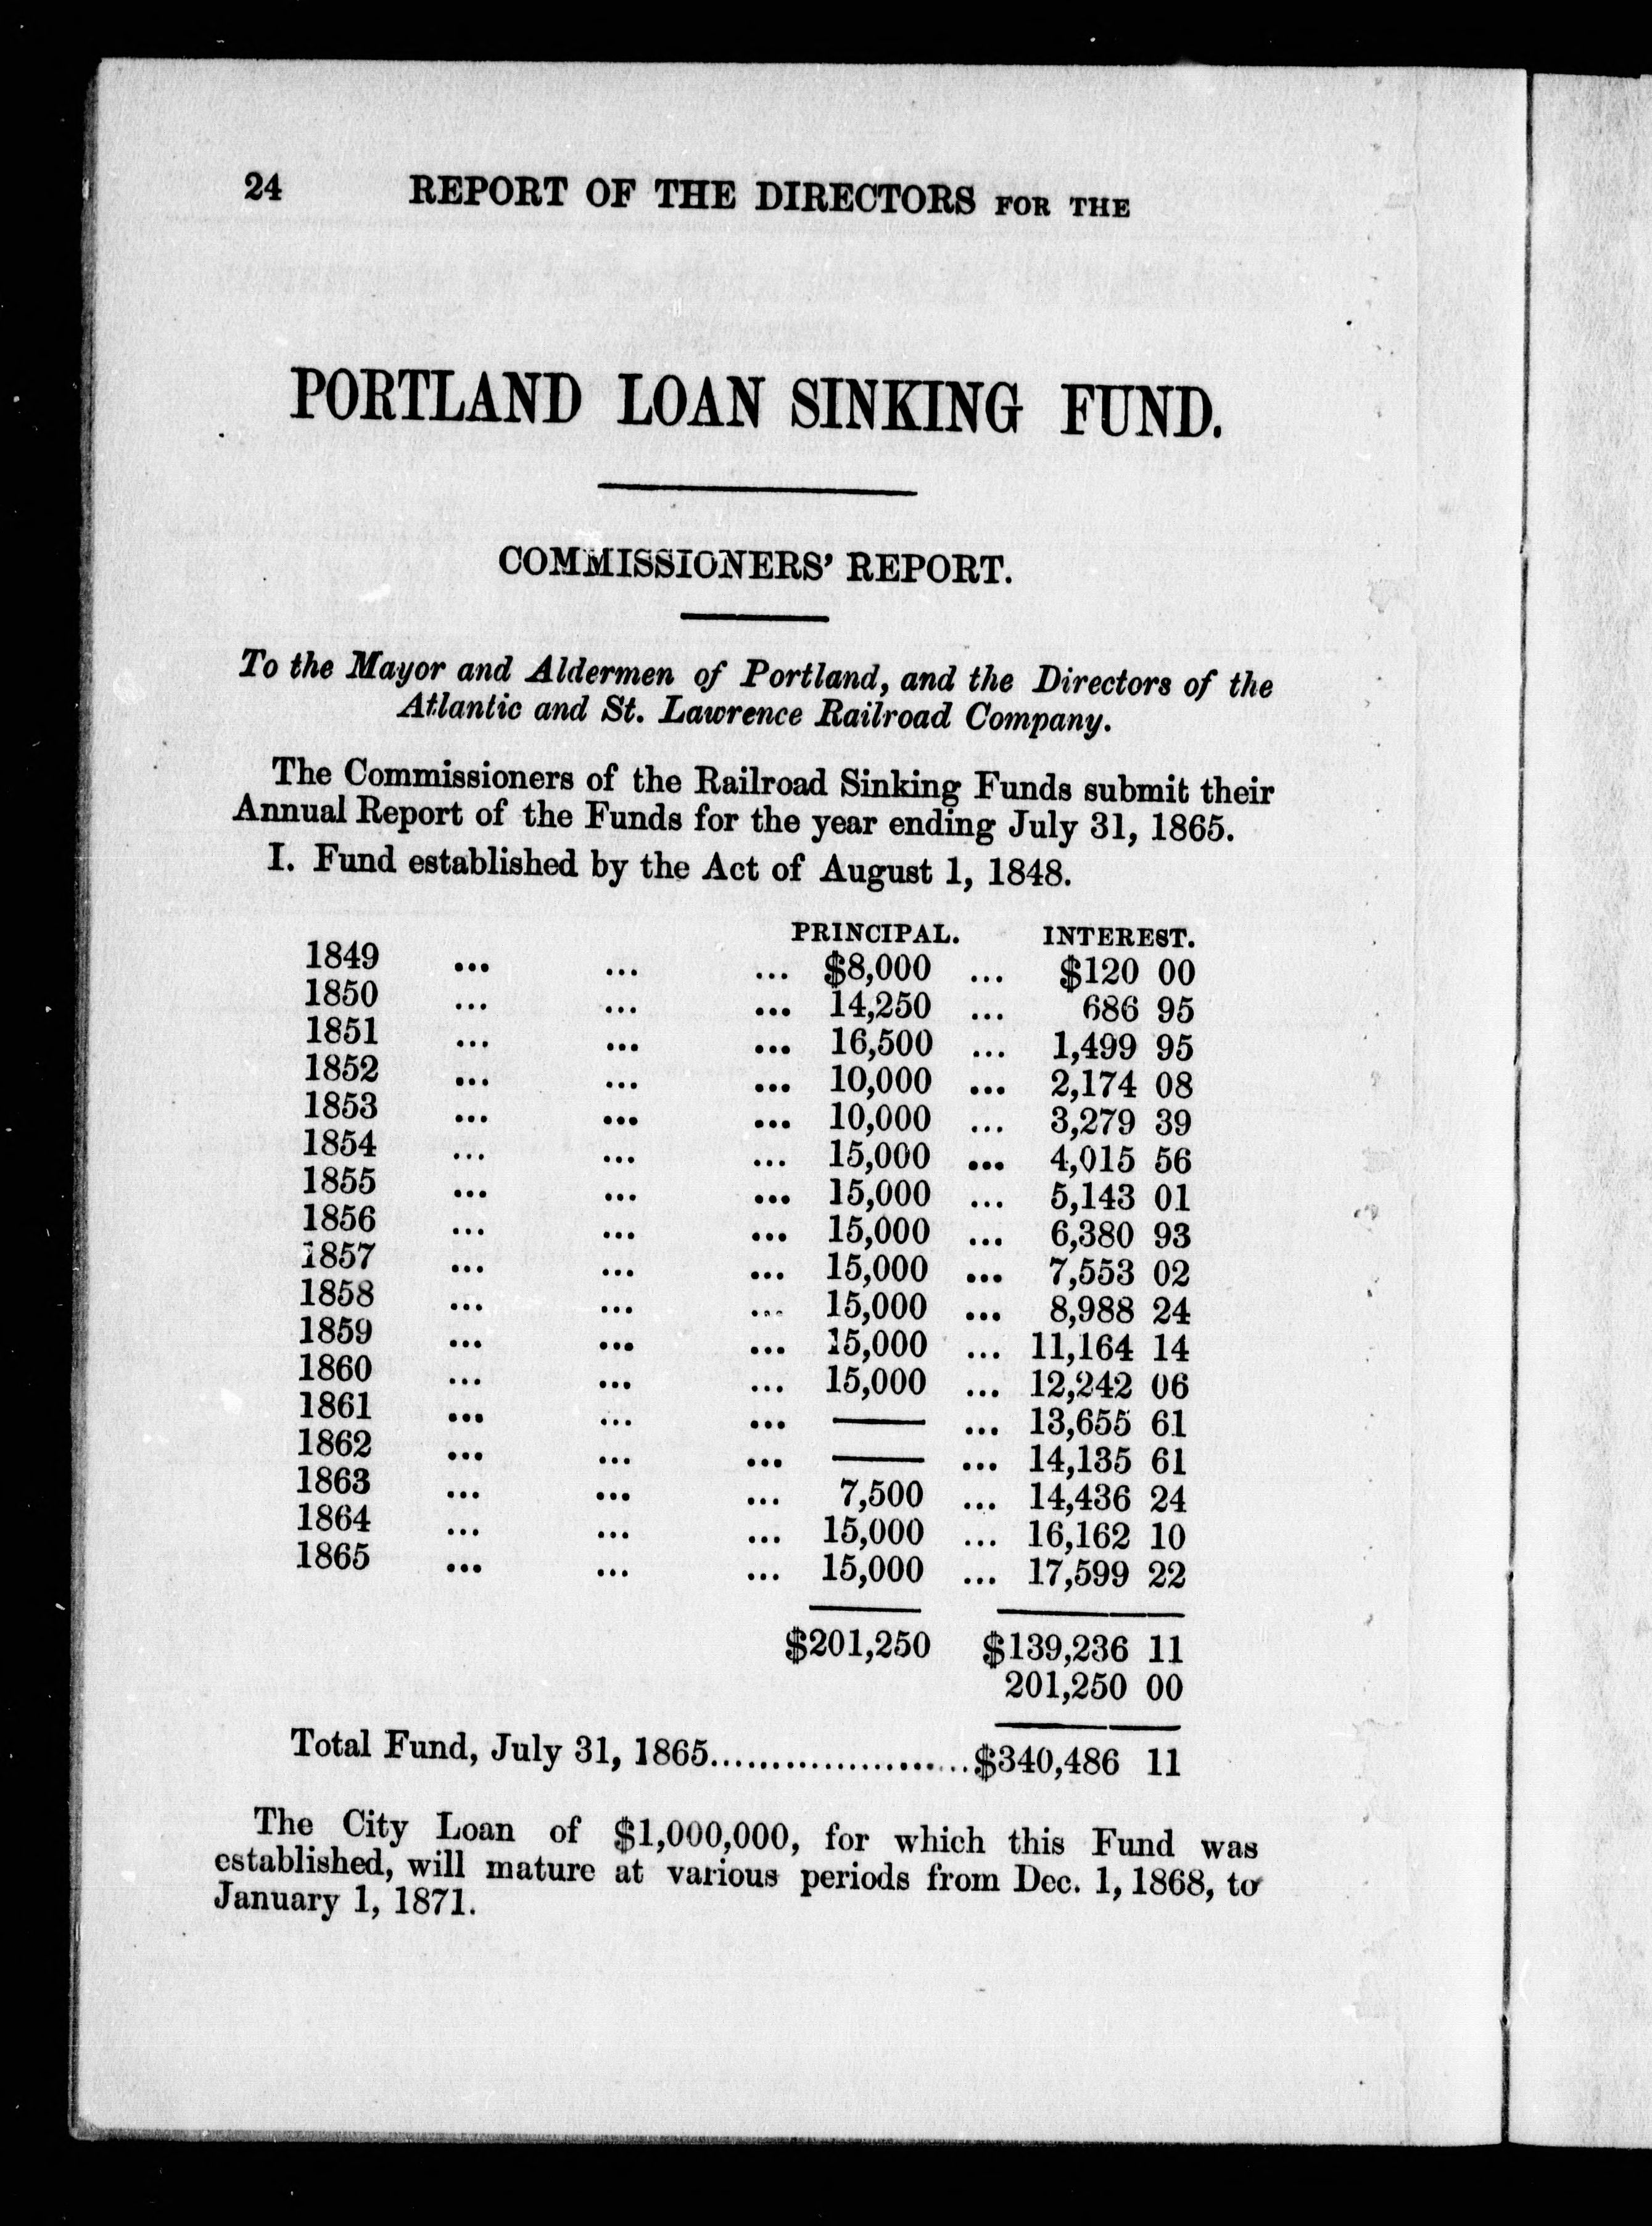 24 REPORT OF THE DIRECTORS FOR THE
PORTLAND LOAN SINKING FUND.
COMMISSIONERS' REPORT.
To the Mayor and Aldermen of Portland, and the Directors of the
Atlantic and St. Lawrence Railroad Company.
The Commissioners of the Railroad Sinking Funds submit their
Annual Report of the Funds for the year ending July 31, 1865.
I. Fund established by the Act of August 1, 1848.
PRINCIPAL. INTEREST.
1849 ... ... ... $8,000 ... $120 00
1850 ... ... ... 14,250 ... 686 95
1851 ... ... ... 16,500 ... 1,499 95
1852 ... ... ... 10,000 ... 2,174 08
1853 ... ... ... 10,000 ... 3,279 39
1854 ... ... ... 15,000 ... 4,015 56
1855 ... ... ... 15,000 ... 5,143 01
1856 ... ... ... 15,000 ... 6,380 93
1857 ... ... ... 15,000 ... 7,553 02
1858 ... ... ... 15,000 ... 8,988 24
1859 ... ... ... 15,000 ... 11,164 14
1860 ... ... ... 15,000 ... 12,242 06
1861 ... ... ... —— ... 13,655 61
1862 ... ... ... —— ... 14,135 61
1863 ... ... ... 7,500 ... 14,436 24
1864 ... ... ... 15,000 ... 16,162 10
1865 ... ... ... 15,000 ... 17,599 22
$201,250 $139,236 11
201,250 00
Total Fund, July 31, 1865......................$340,486 11
The City Loan of $1,000,000, for which this Fund was
established, will mature at various periods from Dec. 1, 1868, to
January 1, 1871.